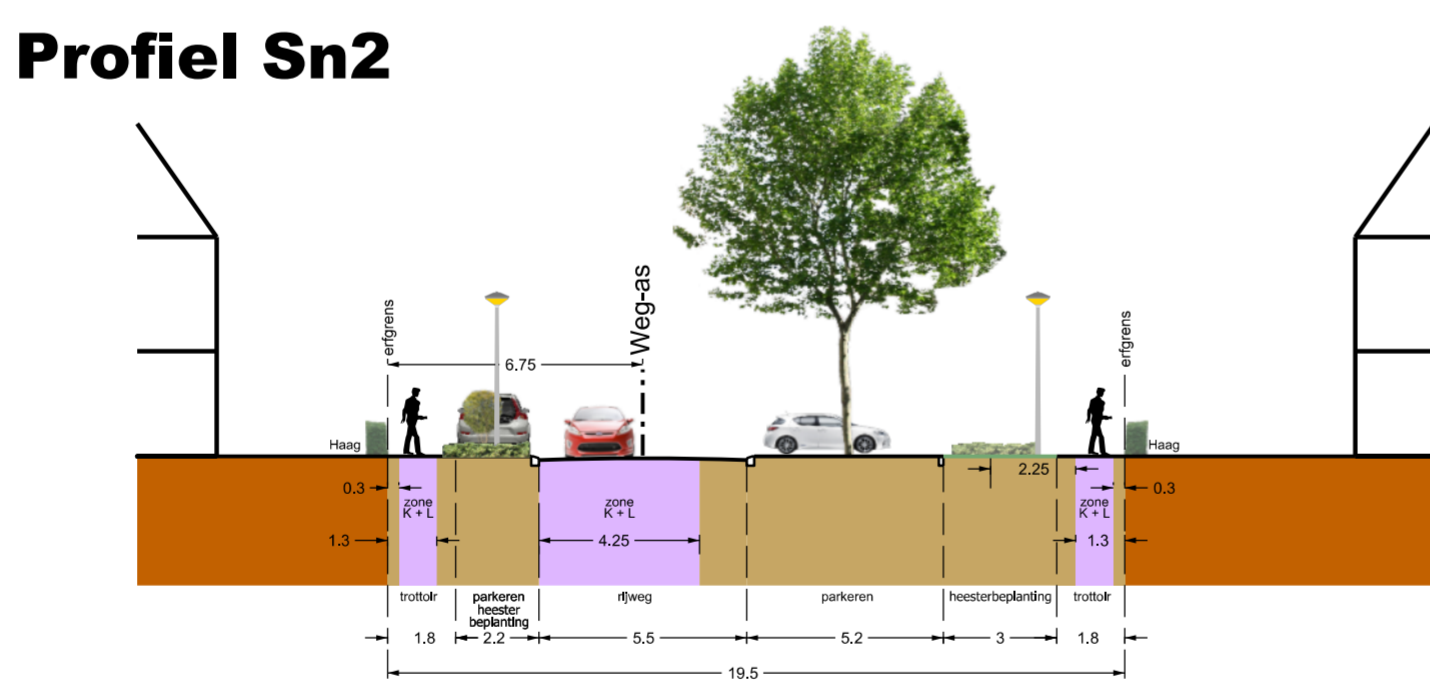 Profiel Sn2
erfgrens
Weg-as
erfgrens
6.75
Haag
Haag
2.25
0.3
0.3
zone
K + L
zone
K + L
zone
K + L
1.3
4.25
1.3
trottoir
parkeren
heester
beplanting
rijweg
parkeren
heesterbeplanting
trottoir
1.8
2.2
5.5
5.2
3
1.8
19.5